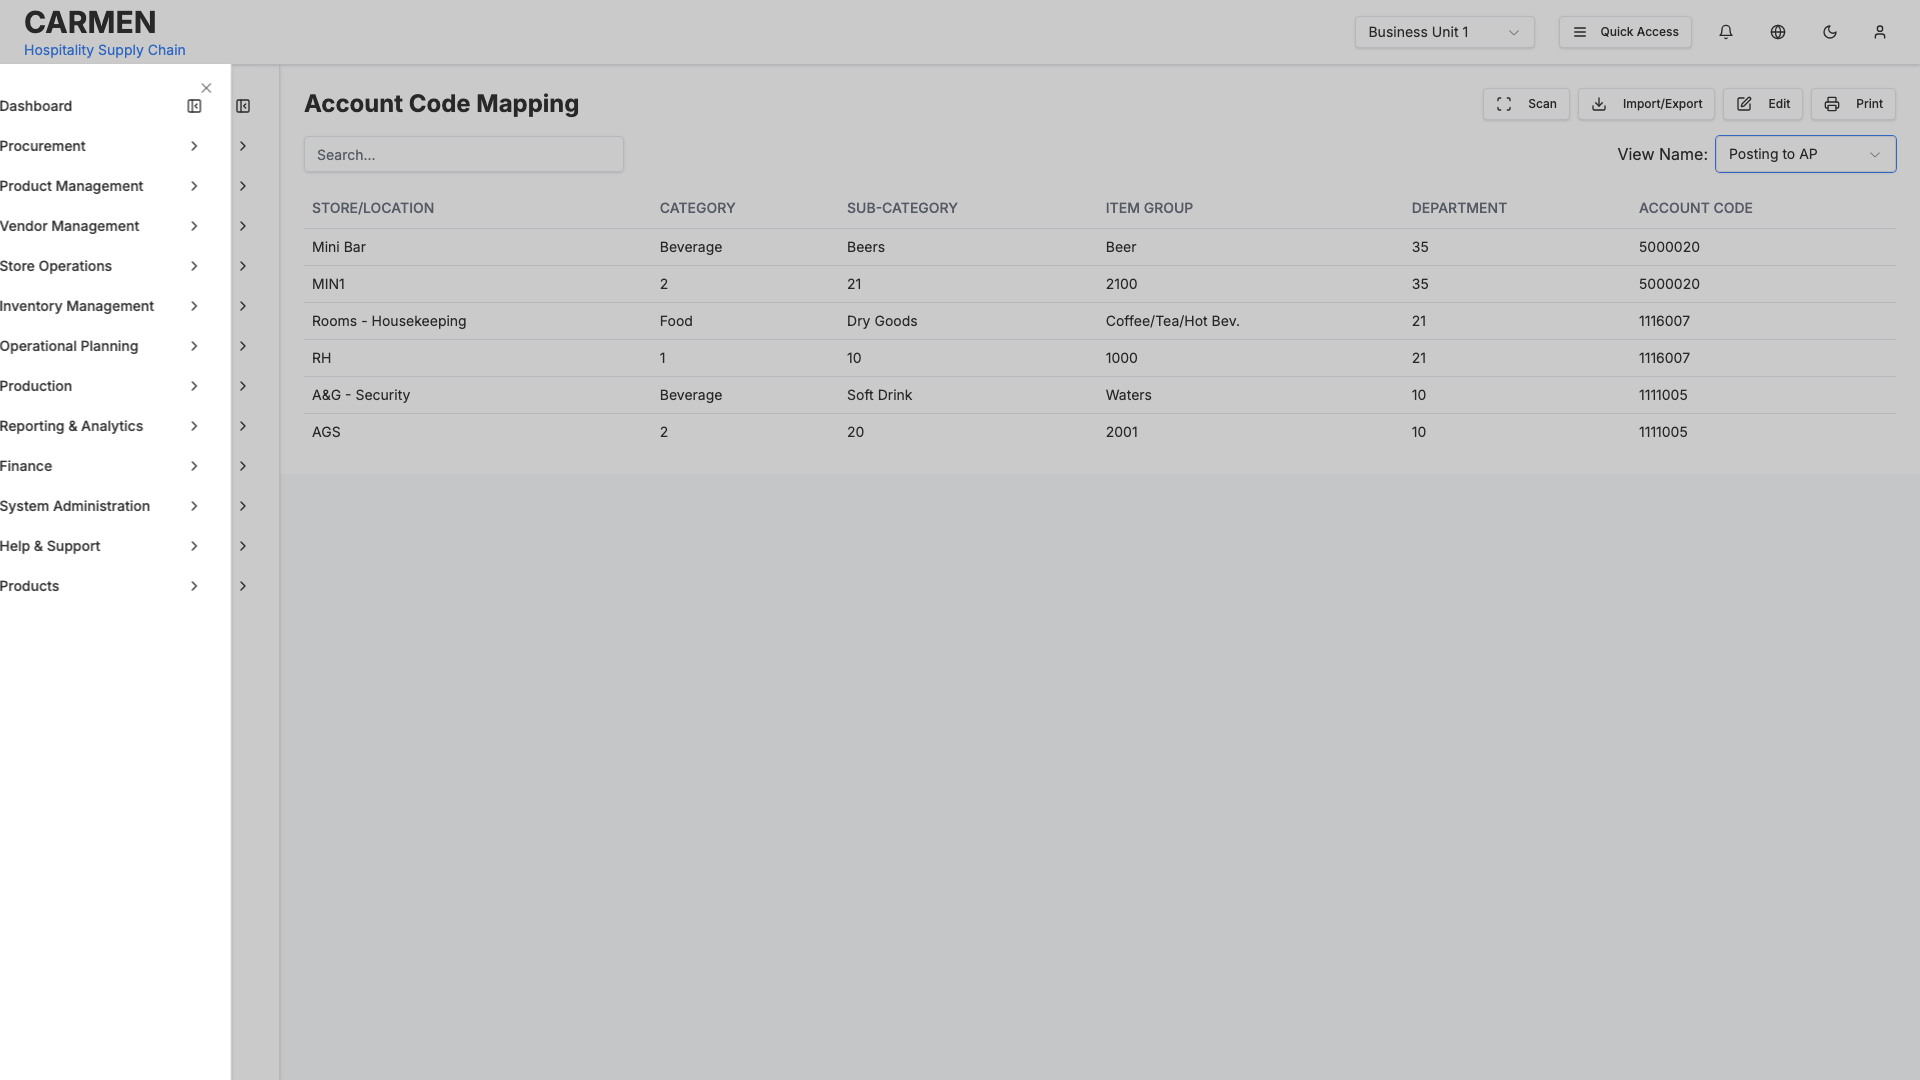 CARMEN
Hospitality Supply Chain
Business Unit 1
Quick Access
Dashboard
Procurement
Product Management
Vendor Management
Store Operations
Inventory Management
Operational Planning
Production
Reporting & Analytics
Finance
System Administration
Help & Support
Products
Account Code Mapping
Scan
Import/Export
Edit
Print
Search...
View Name: Posting to AP
STORE/LOCATION CATEGORY SUB-CATEGORY ITEM GROUP DEPARTMENT ACCOUNT CODE
Mini Bar Beverage Beers Beer 35 5000020
MIN1 2 21 2100 35 5000020
Rooms - Housekeeping Food Dry Goods Coffee/Tea/Hot Bev. 21 1116007
RH 1 10 1000 21 1116007
A&G - Security Beverage Soft Drink Waters 10 1111005
AGS 2 20 2001 10 1111005